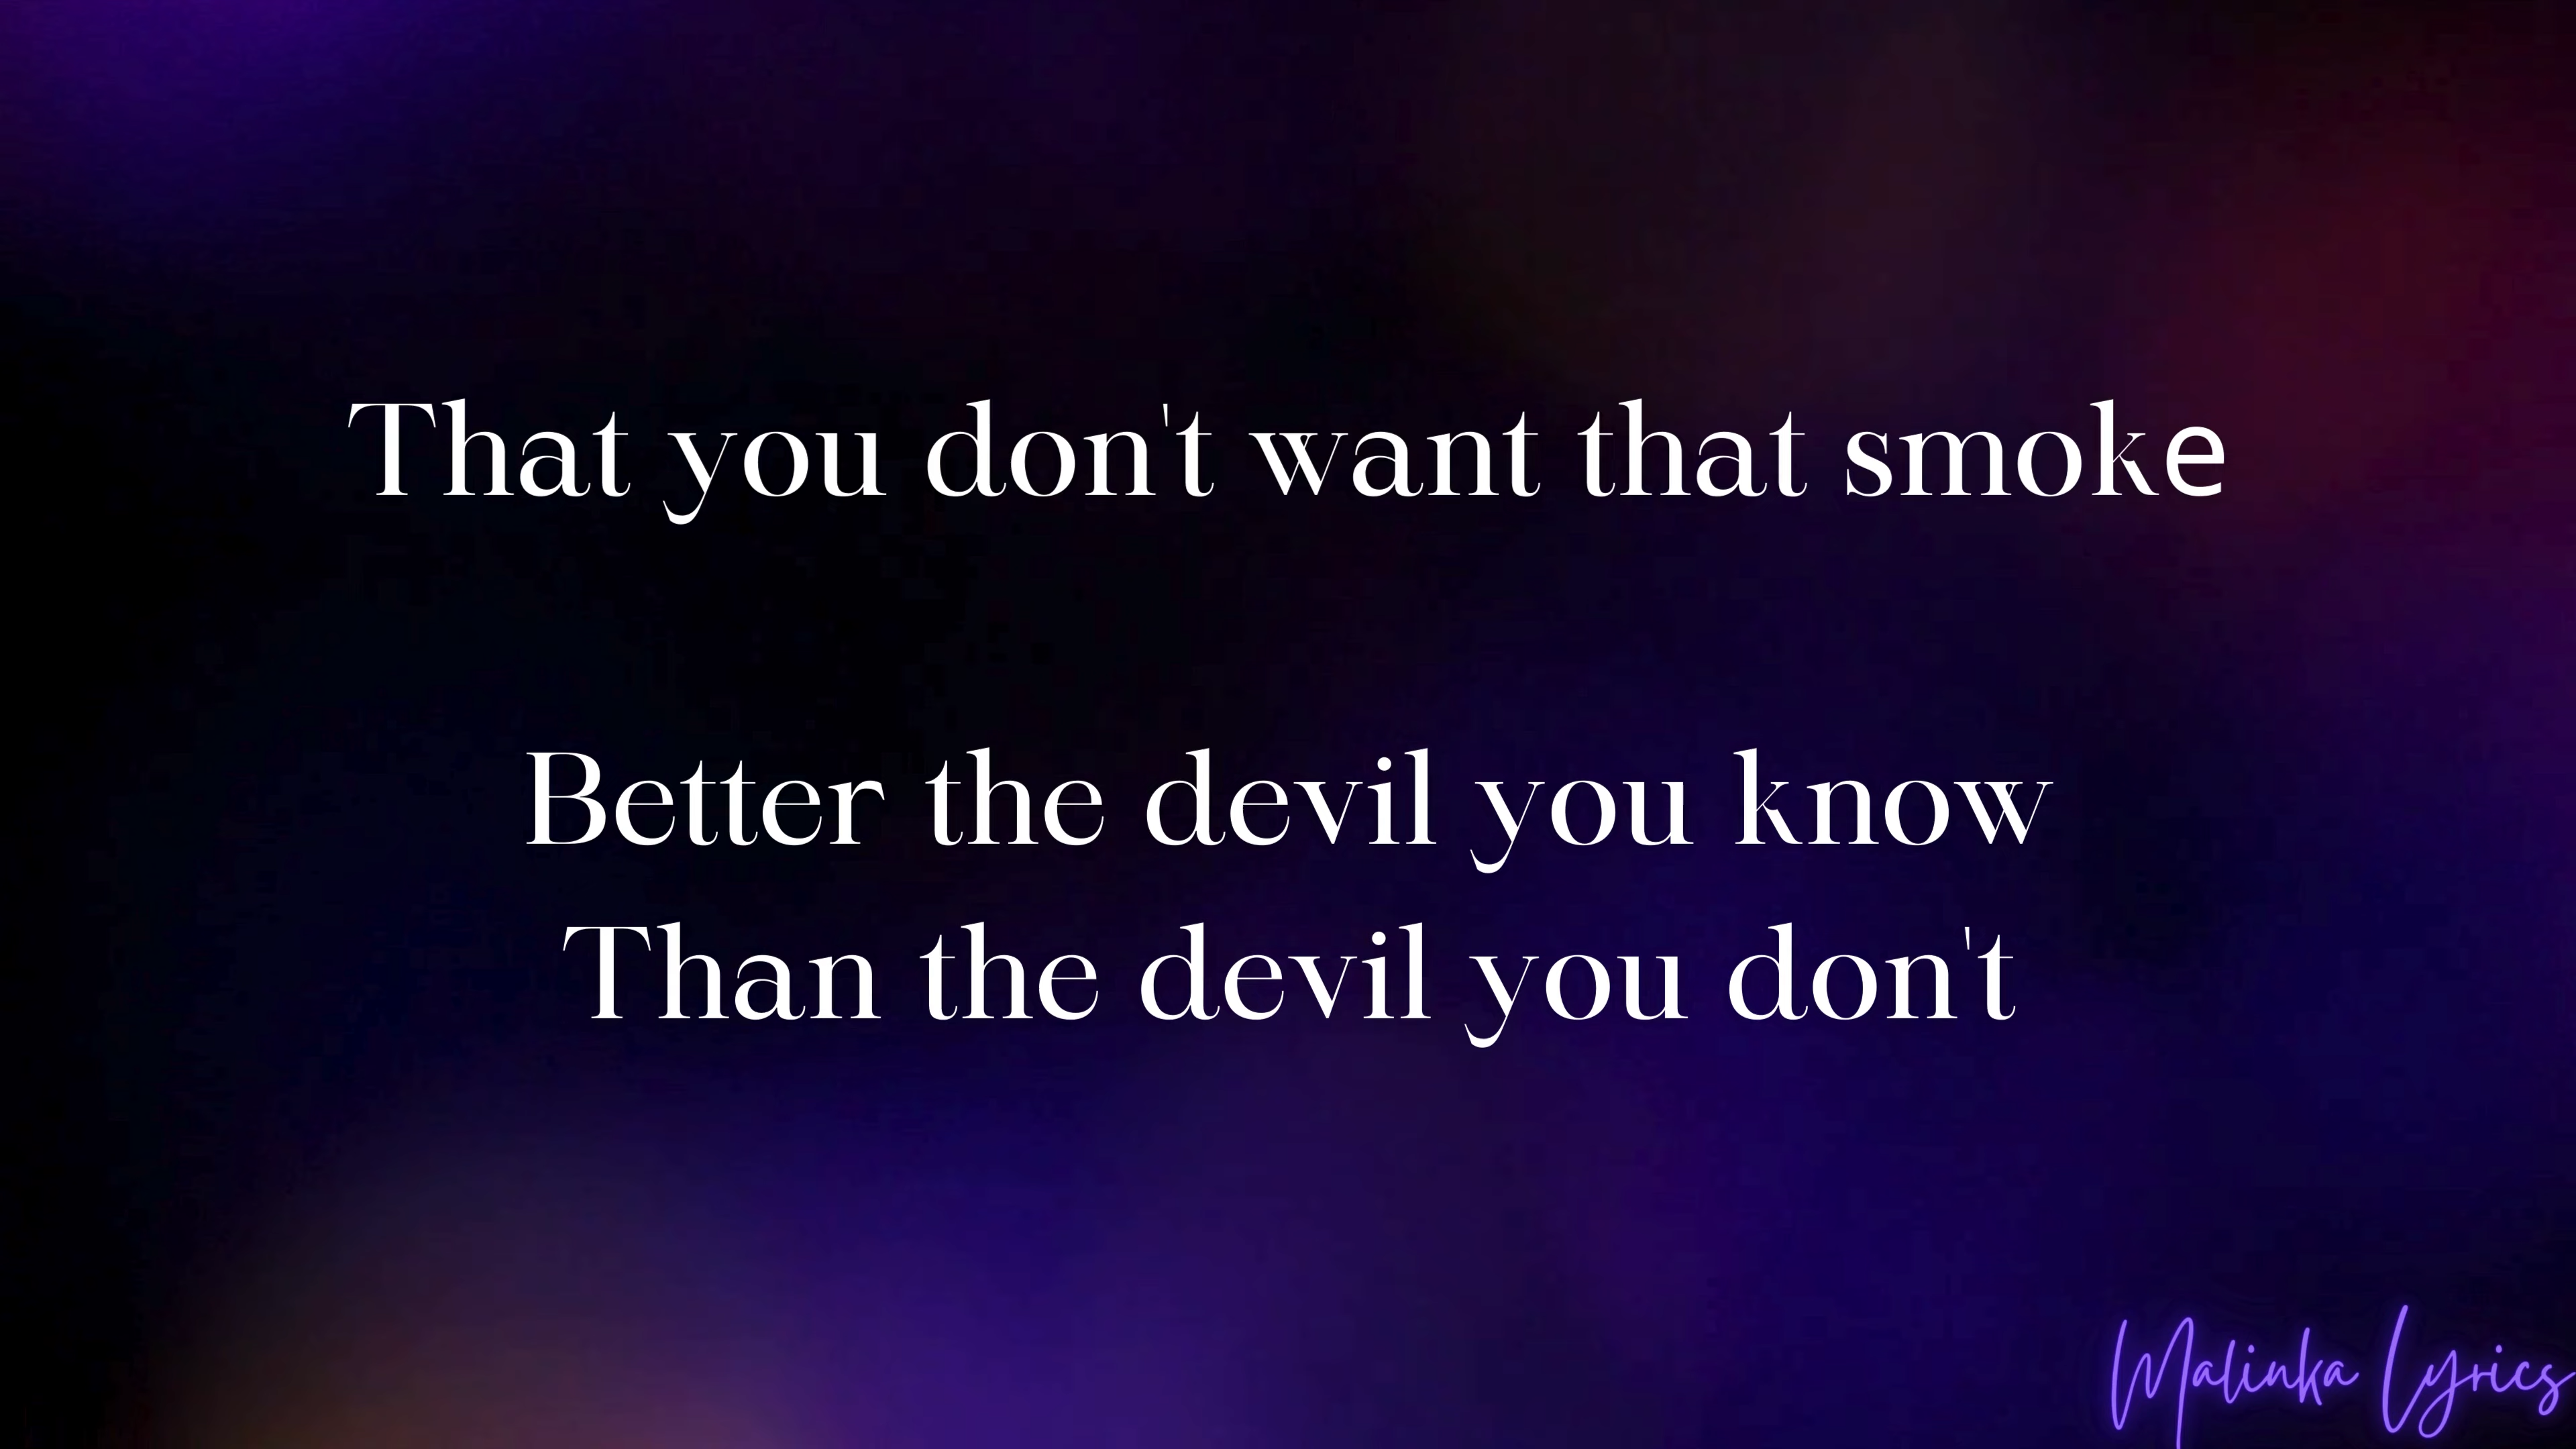 That you don't want that smoke
Better the devil you know
Than the devil you don't
Malinka Lyrics